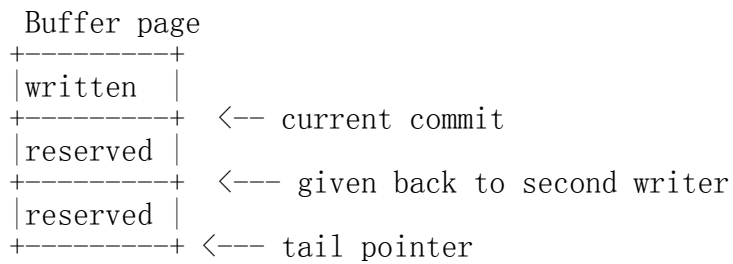 Buffer page
+---------+
|written  |
+---------+  <-- current commit
|reserved |
+---------+  <--- given back to second writer
|reserved |
+---------+ <--- tail pointer